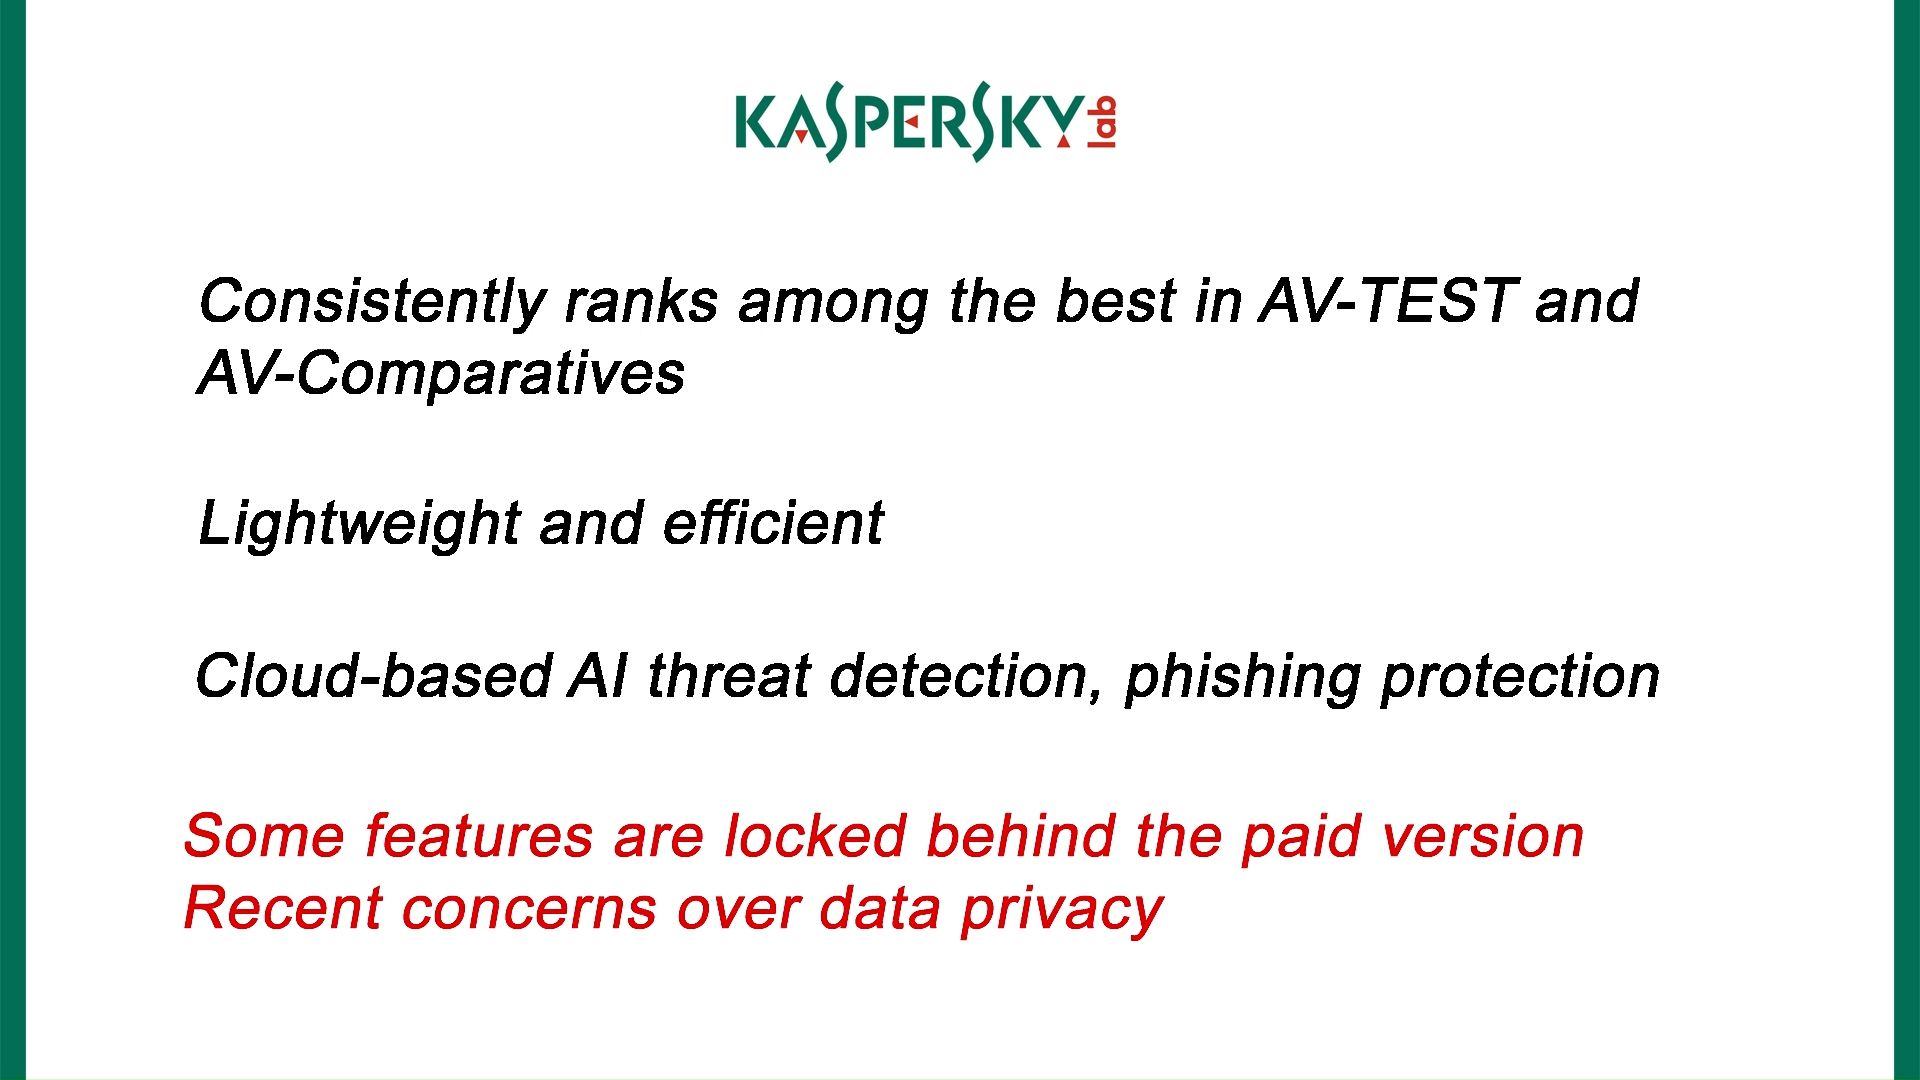 KASPERSKY lab
Consistently ranks among the best in AV-TEST and
AV-Comparatives
Lightweight and efficient
Cloud-based AI threat detection, phishing protection
Some features are locked behind the paid version
Recent concerns over data privacy